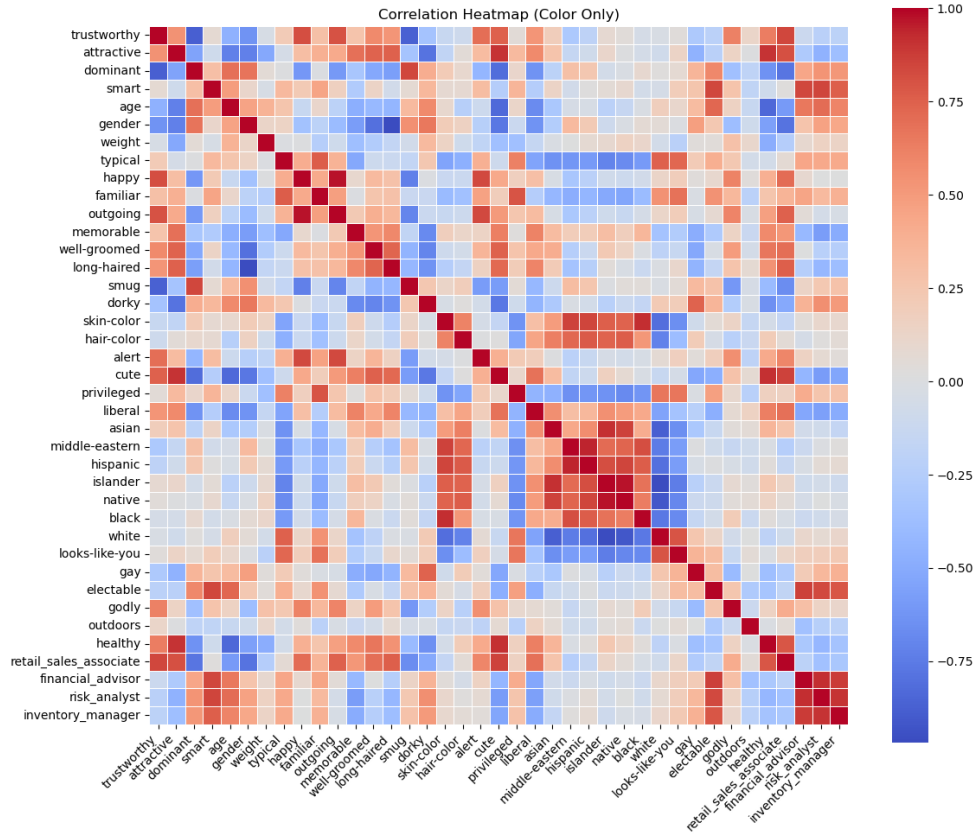 Correlation Heatmap (Color Only)
trustworthy
attractive
dominant
smart
age
gender
weight
typical
happy
familiar
outgoing
memorable
well-groomed
long-haired
smug
dorky
skin-color
hair-color
alert
cute
privileged
liberal
asian
middle-eastern
hispanic
islander
native
black
white
looks-like-you
gay
electable
godly
outdoors
healthy
retail_sales_associate
financial_advisor
risk_analyst
inventory_manager
trustworthy
attractive
dominant
smart
age
gender
weight
typical
happy
familiar
outgoing
memorable
well-groomed
long-haired
smug
dorky
skin-color
hair-color
alert
cute
privileged
liberal
asian
middle-eastern
hispanic
islander
native
black
white
looks-like-you
gay
electable
godly
outdoors
healthy
retail_sales_associate
financial_advisor
risk_analyst
inventory_manager
1.00
0.75
0.50
0.25
0.00
−0.25
−0.50
−0.75